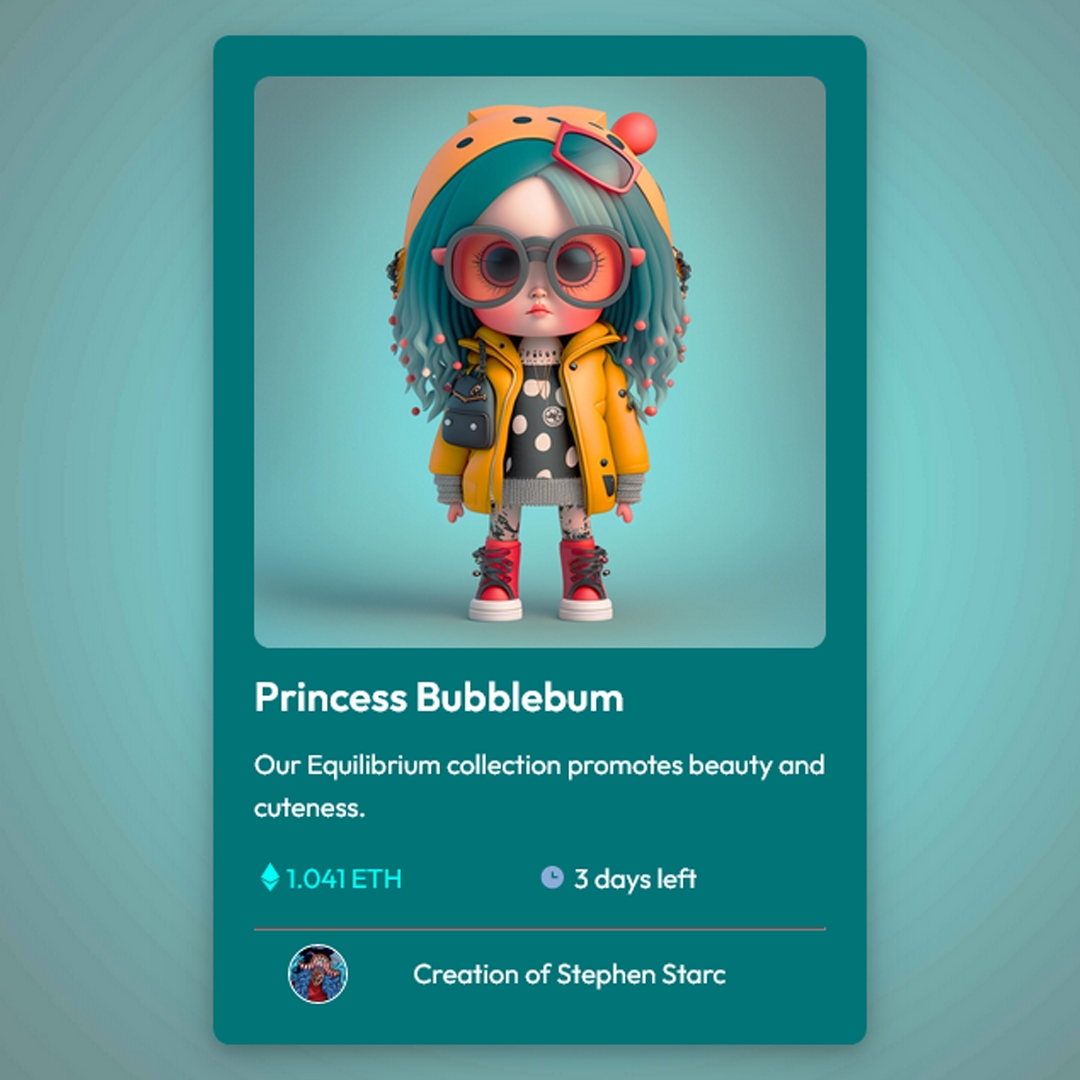 Princess Bubblebum
Our Equilibrium collection promotes beauty and
cuteness.
1.041 ETH
3 days left
Creation of Stephen Starc